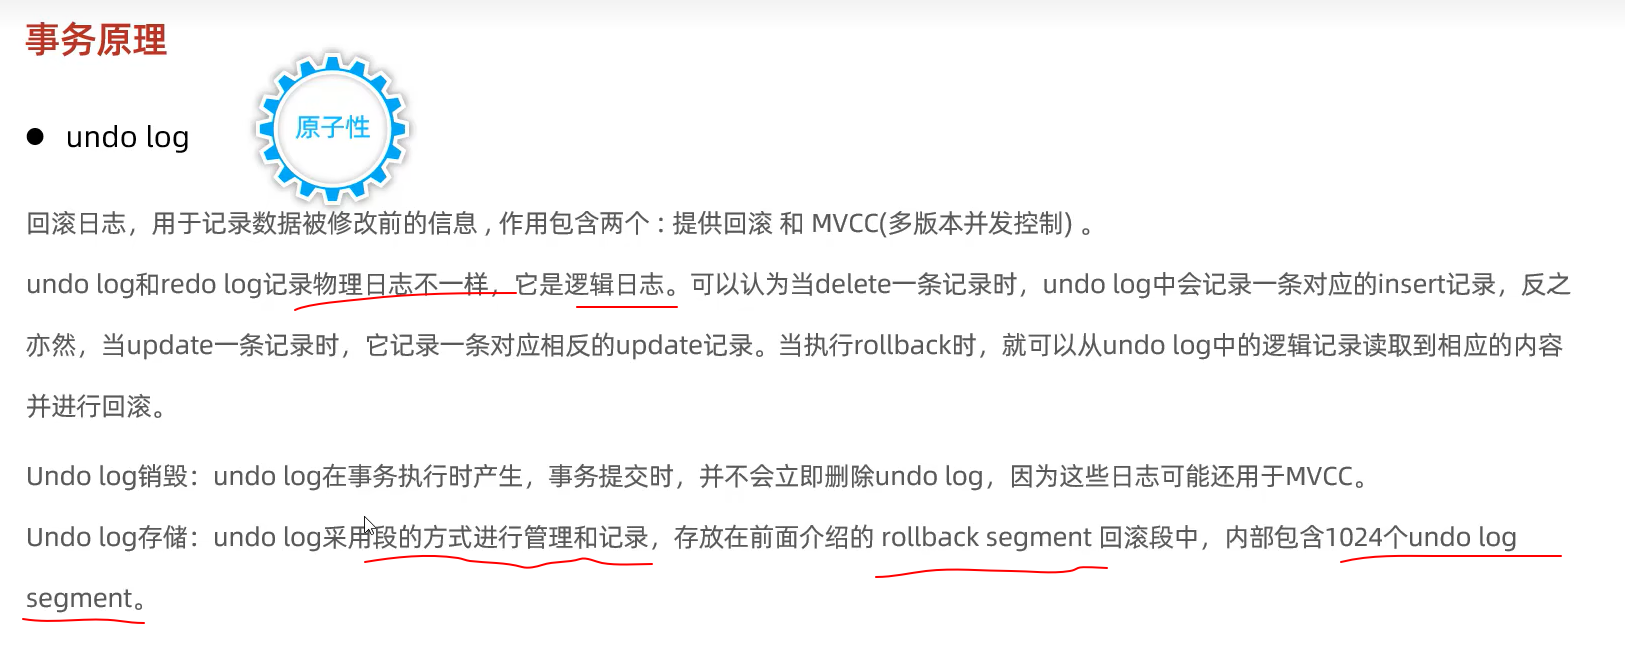 事务原理
原子性
● undo log
回滚日志，用于记录数据被修改前的信息 , 作用包含两个 : 提供回滚 和 MVCC(多版本并发控制) 。
undo log和redo log记录物理日志不一样，它是逻辑日志。可以认为当delete一条记录时，undo log中会记录一条对应的insert记录，反之
亦然，当update一条记录时，它记录一条对应相反的update记录。当执行rollback时，就可以从undo log中的逻辑记录读取到相应的内容
并进行回滚。
Undo log销毁：undo log在事务执行时产生，事务提交时，并不会立即删除undo log，因为这些日志可能还用于MVCC。
Undo log存储：undo log采用段的方式进行管理和记录，存放在前面介绍的 rollback segment 回滚段中，内部包含1024个undo log
segment。